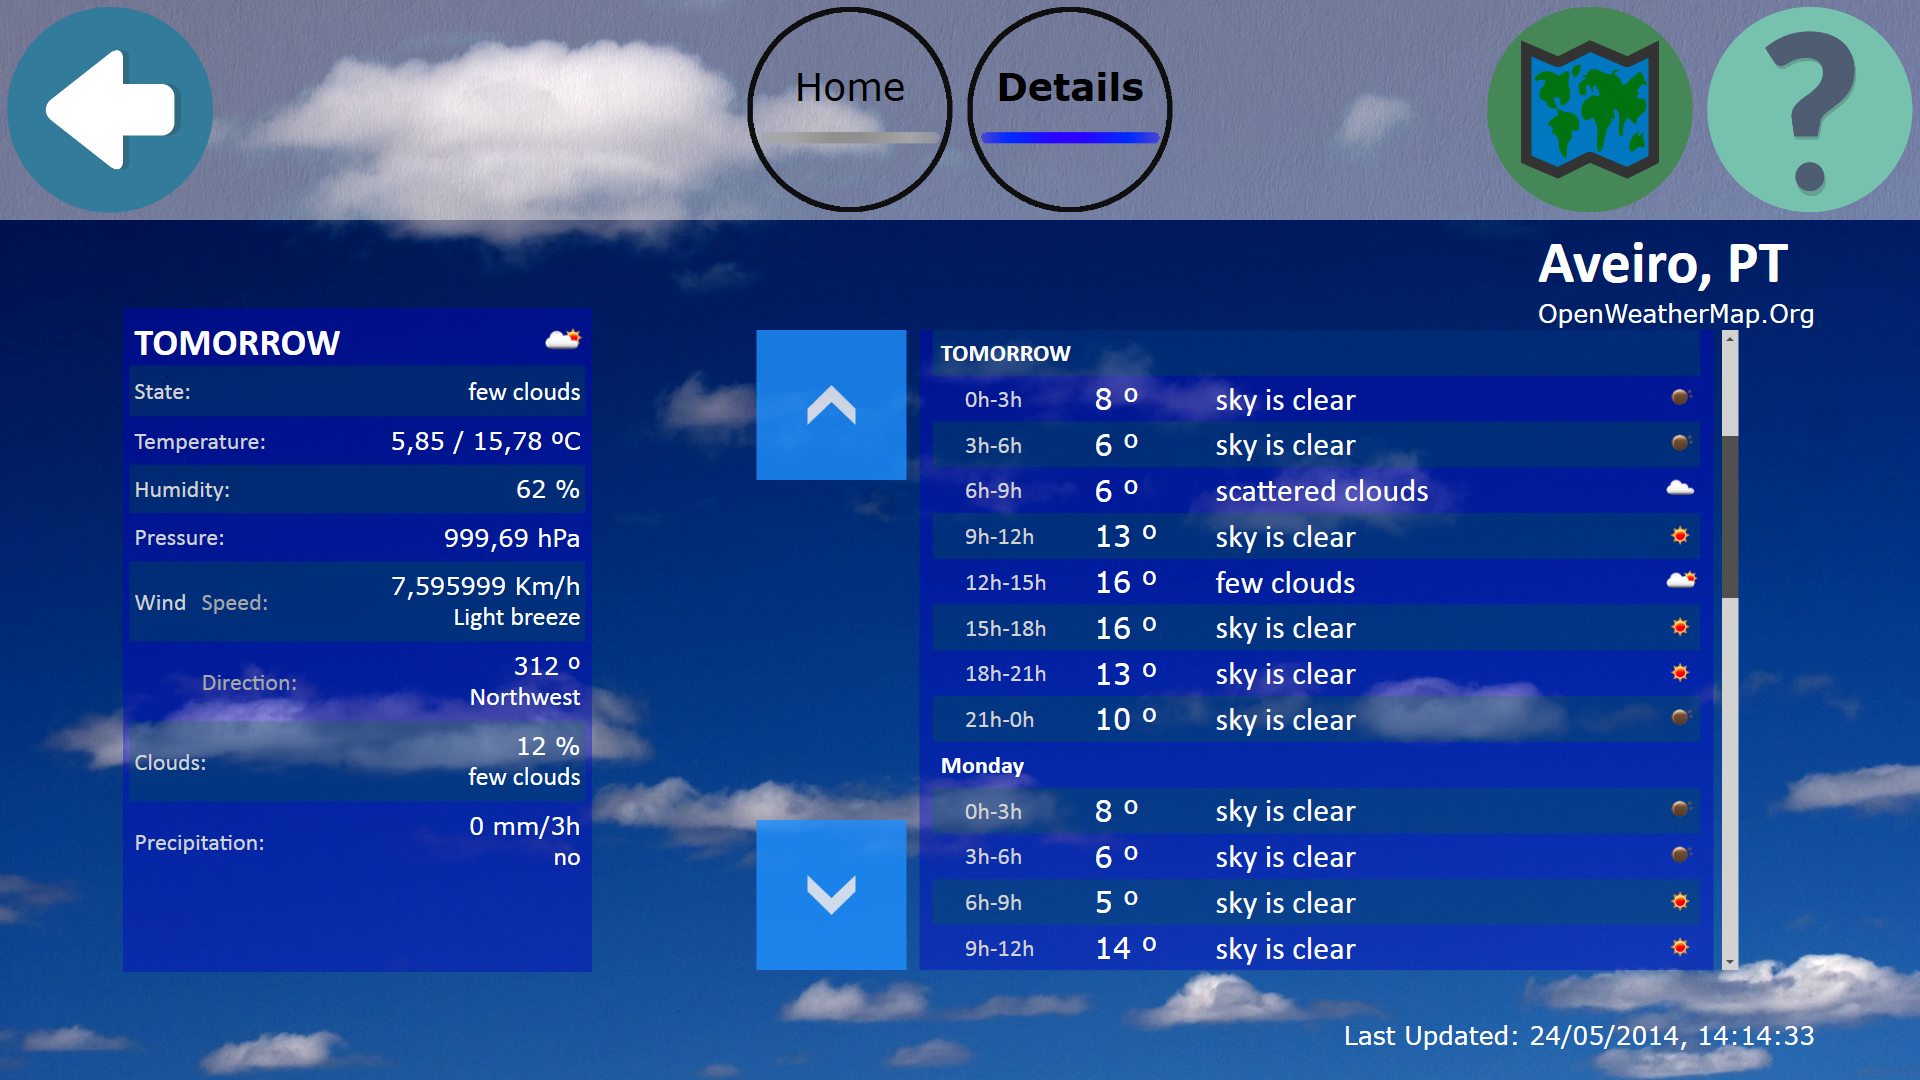 Home
Details
?
Aveiro, PT
OpenWeatherMap.Org
TOMORROW
State: few clouds
Temperature: 5,85 / 15,78 ºC
Humidity: 62 %
Pressure: 999,69 hPa
Wind Speed: 7,595999 Km/h
Light breeze
Direction: 312 º
Northwest
Clouds: 12 %
few clouds
Precipitation: 0 mm/3h
no
TOMORROW
0h-3h 8 º sky is clear
3h-6h 6 º sky is clear
6h-9h 6 º scattered clouds
9h-12h 13 º sky is clear
12h-15h 16 º few clouds
15h-18h 16 º sky is clear
18h-21h 13 º sky is clear
21h-0h 10 º sky is clear
Monday
0h-3h 8 º sky is clear
3h-6h 6 º sky is clear
6h-9h 5 º sky is clear
9h-12h 14 º sky is clear
Last Updated: 24/05/2014, 14:14:33